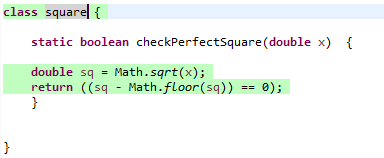 class square {
static boolean checkPerfectSquare(double x)  {
double sq = Math.sqrt(x);
return ((sq - Math.floor(sq)) == 0);
}
}